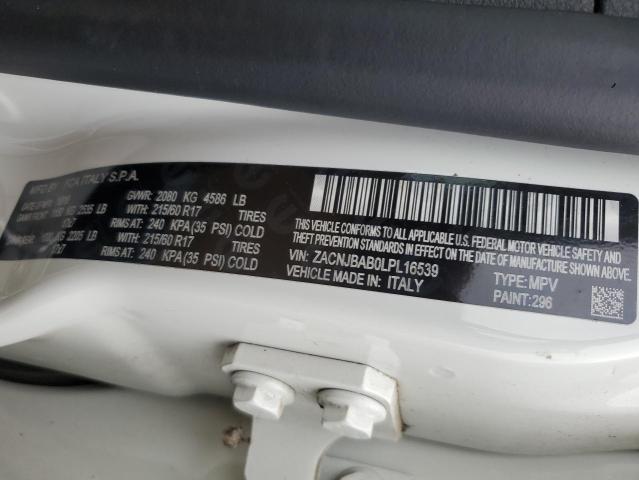 MFD BY FCA ITALY S.P.A.
GVWR: 2080 KG 4586 LB
WITH: 215/60 R17 TIRES
RIMS AT: 240 KPA(35 PSI) COLD
KG 2205 LB
WITH: 215/60 R17 TIRES
RIMS AT: 240 KPA(35 PSI) COLD
THIS VEHICLE CONFORMS TO ALL APPLICABLE U.S. FEDERAL MOTOR VEHICLE SAFETY AND
THEFT PREVENTION STANDARDS IN EFFECT ON THE DATE OF MANUFACTURE SHOWN ABOVE.
VIN: ZACNJBAB0LPL16539 TYPE: MPV
VEHICLE MADE IN: ITALY PAINT:296